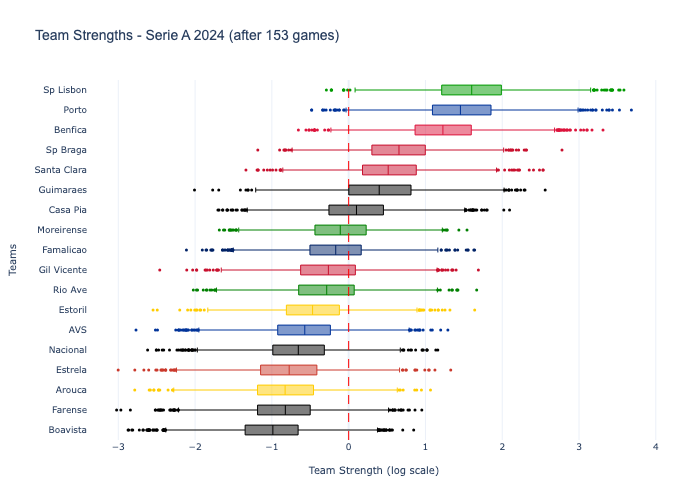 Team Strengths - Serie A 2024 (after 153 games)
Sp Lisbon
Porto
Benfica
Sp Braga
Santa Clara
Guimaraes
Casa Pia
Moreirense
Famalicao
Gil Vicente
Rio Ave
Estoril
AVS
Nacional
Estrela
Arouca
Farense
Boavista
Teams
−3 −2 −1 0 1 2 3 4
Team Strength (log scale)